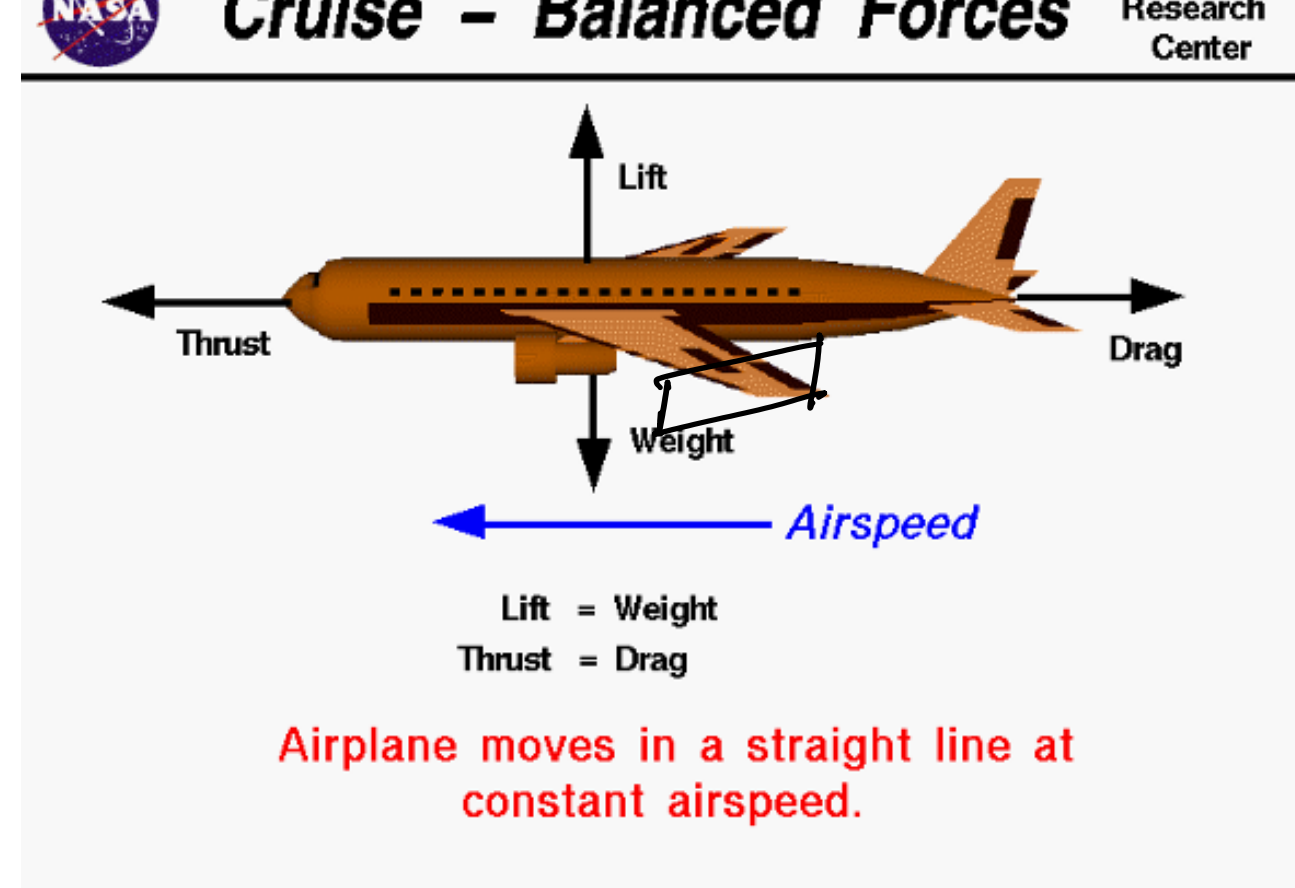 NASA
Cruise – Balanced Forces
Research
Center
Lift
Thrust
Drag
Weight
Airspeed
Lift = Weight
Thrust = Drag
Airplane moves in a straight line at
constant airspeed.